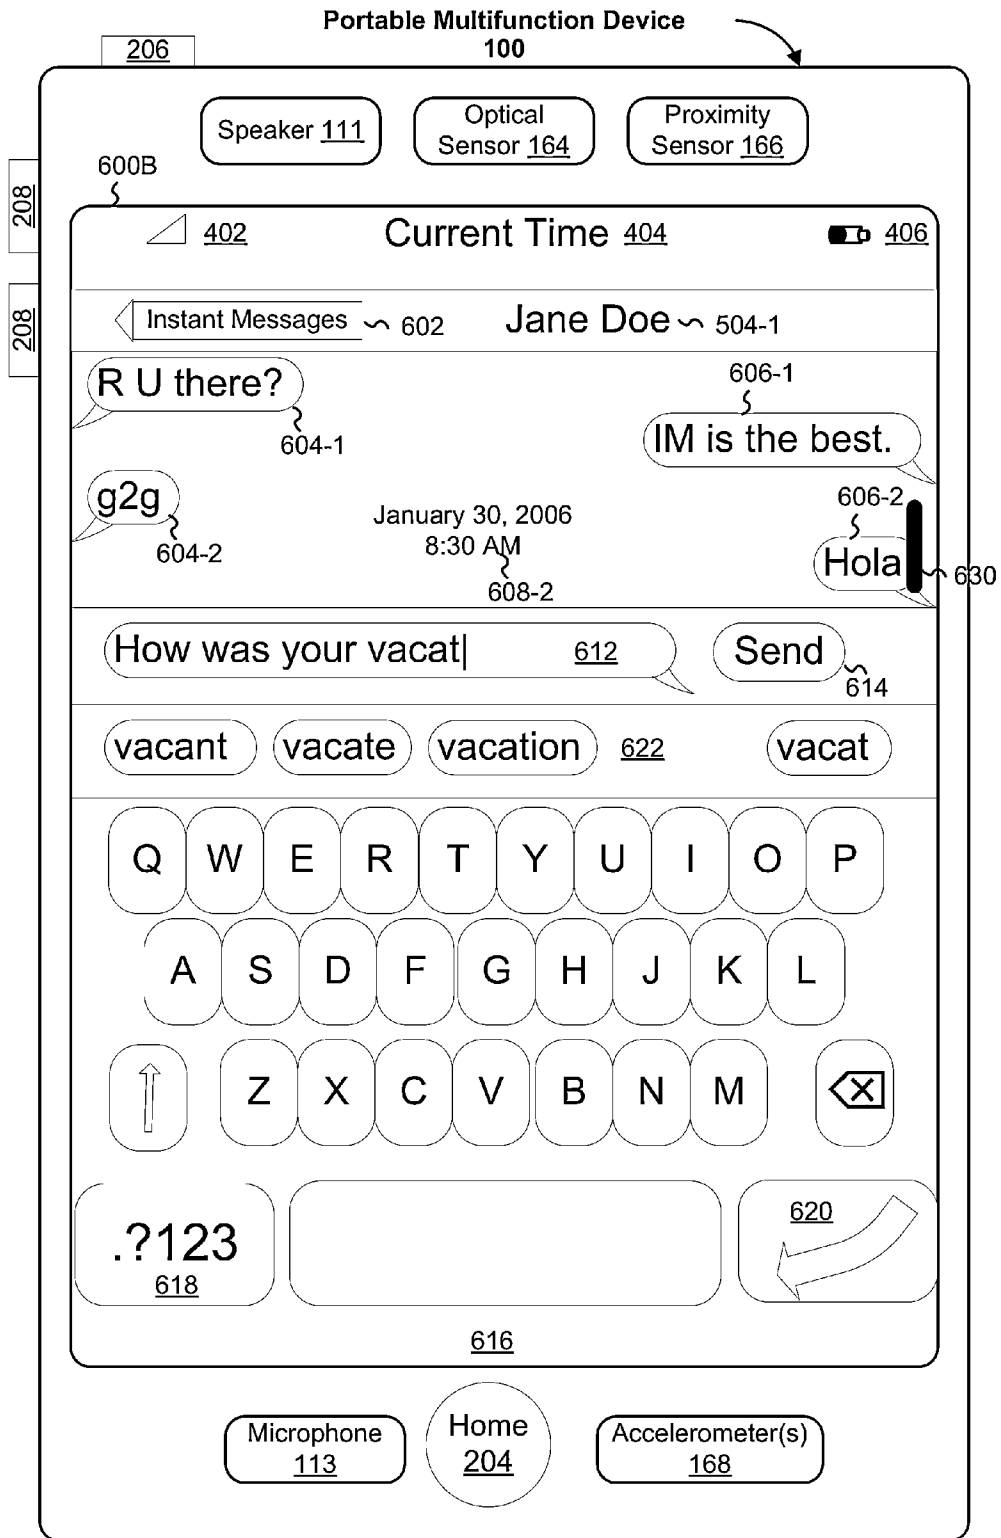 Portable Multifunction Device
100
206
Speaker 111
Optical
Sensor 164
Proximity
Sensor 166
600B
208
208
402
Current Time 404
406
Instant Messages
602
Jane Doe
504-1
R U there?
604-1
606-1
IM is the best.
g2g
604-2
January 30, 2006
8:30 AM
608-2
606-2
Hola
630
How was your vacat
612
Send
614
vacant
vacate
vacation
622
vacat
Q W E R T Y U I O P
A S D F G H J K L
Z X C V B N M
.?123
618
620
616
Microphone
113
Home
204
Accelerometer(s)
168